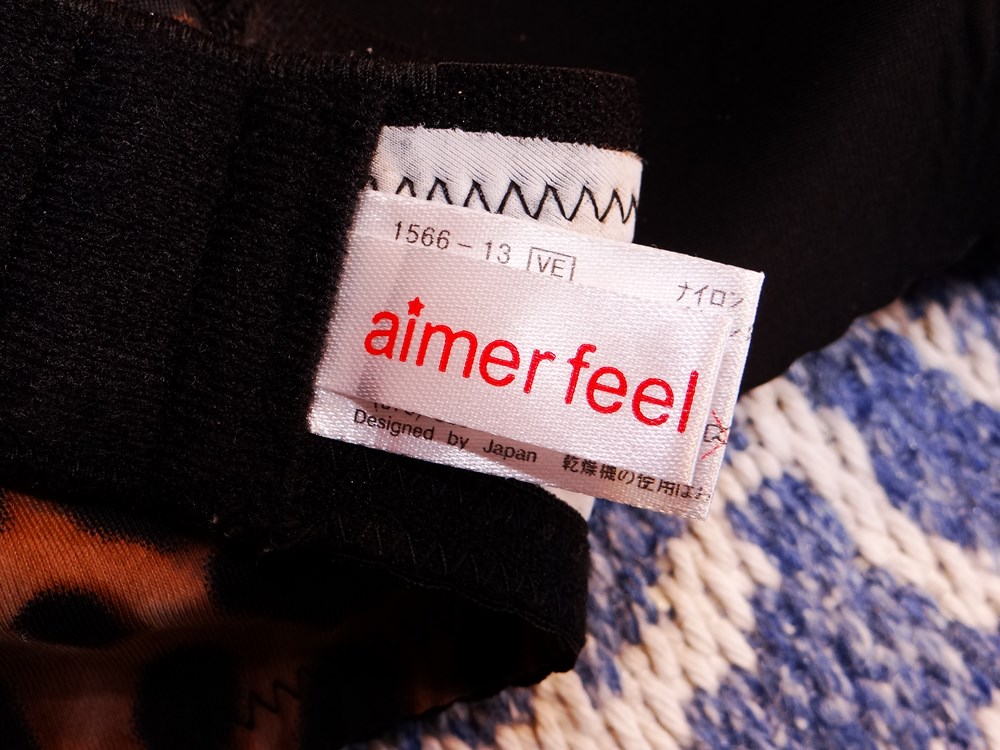 1566-13 VE
ナイロン
aimer feel
Designed by Japan
乾燥機の使用はお